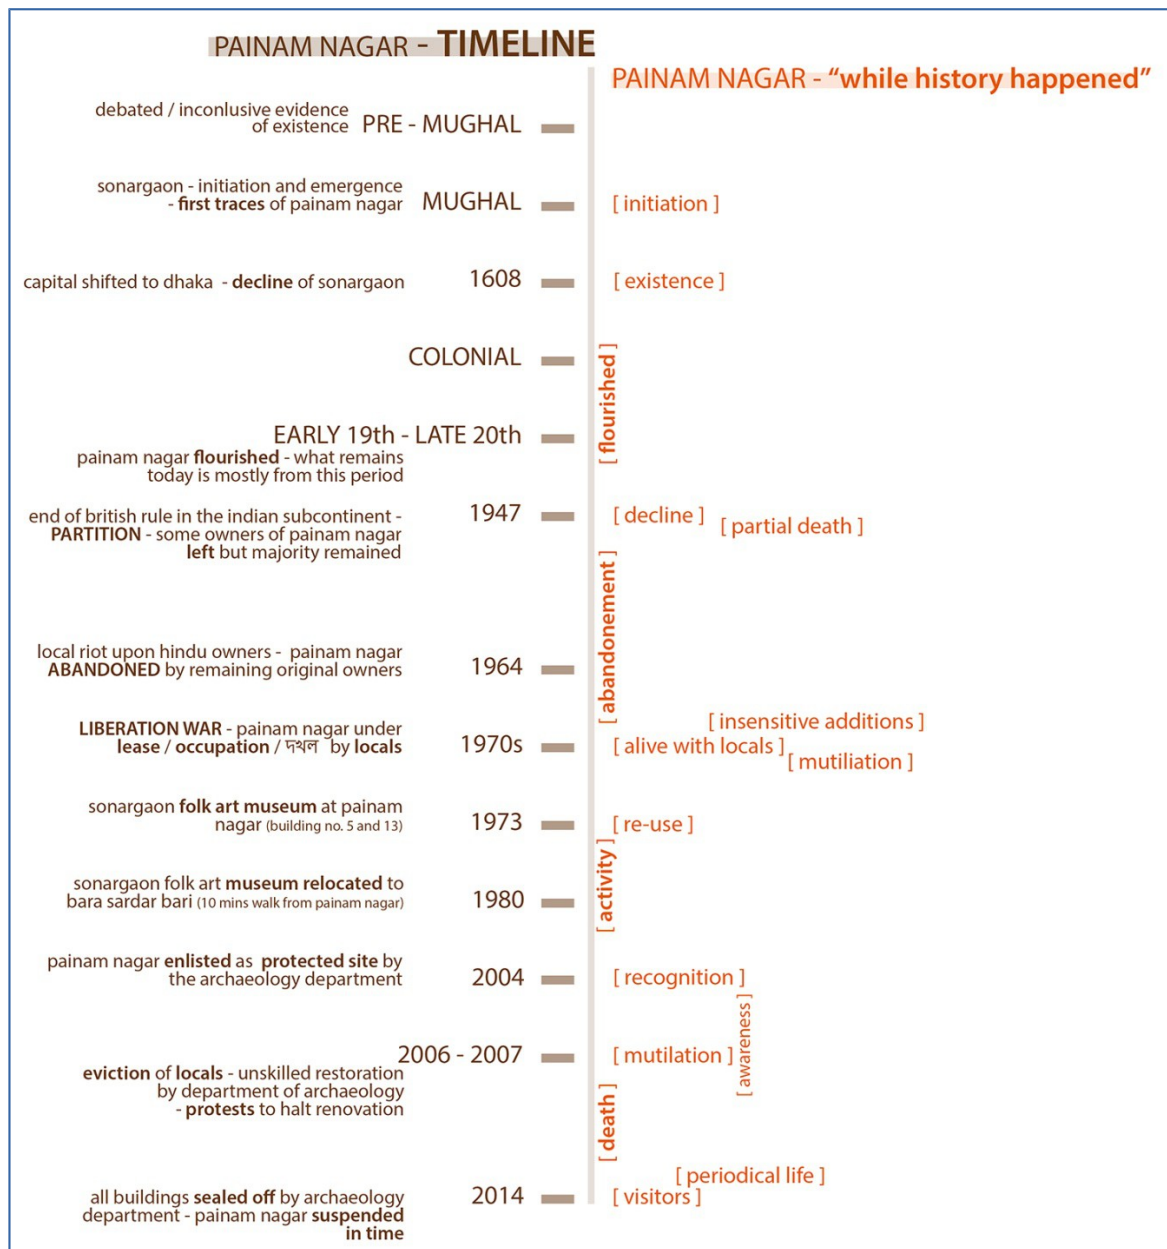 PAINAM NAGAR - TIMELINE
PAINAM NAGAR - “while history happened”
debated / inconlusive evidence
of existence
PRE - MUGHAL
sonargaon - initiation and emergence
- first traces of painam nagar
MUGHAL
[ initiation ]
capital shifted to dhaka - decline of sonargaon
1608
[ existence ]
COLONIAL
[ flourished ]
EARLY 19th - LATE 20th
painam nagar flourished - what remains
today is mostly from this period
end of british rule in the indian subcontinent -
PARTITION - some owners of painam nagar
left but majority remained
1947
[ decline ]
[ partial death ]
[ abandonement ]
local riot upon hindu owners - painam nagar
ABANDONED by remaining original owners
1964
LIBERATION WAR - painam nagar under
lease / occupation / দখল by locals
1970s
[ insensitive additions ]
[ alive with locals ]
[ mutiliation ]
sonargaon folk art museum at painam
nagar (building no. 5 and 13)
1973
[ re-use ]
[ activity ]
sonargaon folk art museum relocated to
bara sardar bari (10 mins walk from painam nagar)
1980
painam nagar enlisted as protected site by
the archaeology department
2004
[ recognition ]
[ awareness ]
2006 - 2007
eviction of locals - unskilled restoration
by department of archaeology
- protests to halt renovation
[ mutilation ]
[ death ]
[ periodical life ]
all buildings sealed off by archaeology
department - painam nagar suspended
in time
2014
[ visitors ]